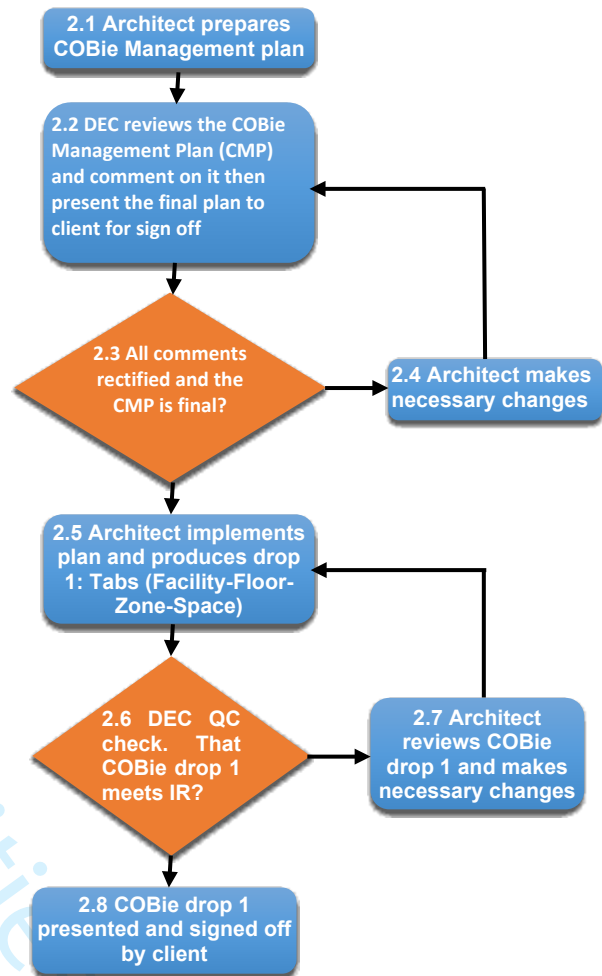 2.1 Architect prepares
COBie Management plan
2.2 DEC reviews the COBie
Management Plan (CMP)
and comment on it then
present the final plan to
client for sign off
2.3 All comments
rectified and the
CMP is final?
2.4 Architect makes
necessary changes
2.5 Architect implements
plan and produces drop
1: Tabs (Facility-Floor-
Zone-Space)
2.6 DEC QC
check. That
COBie drop 1
meets IR?
2.7 Architect
reviews COBie
drop 1 and makes
necessary changes
2.8 COBie drop 1
presented and signed off
by client